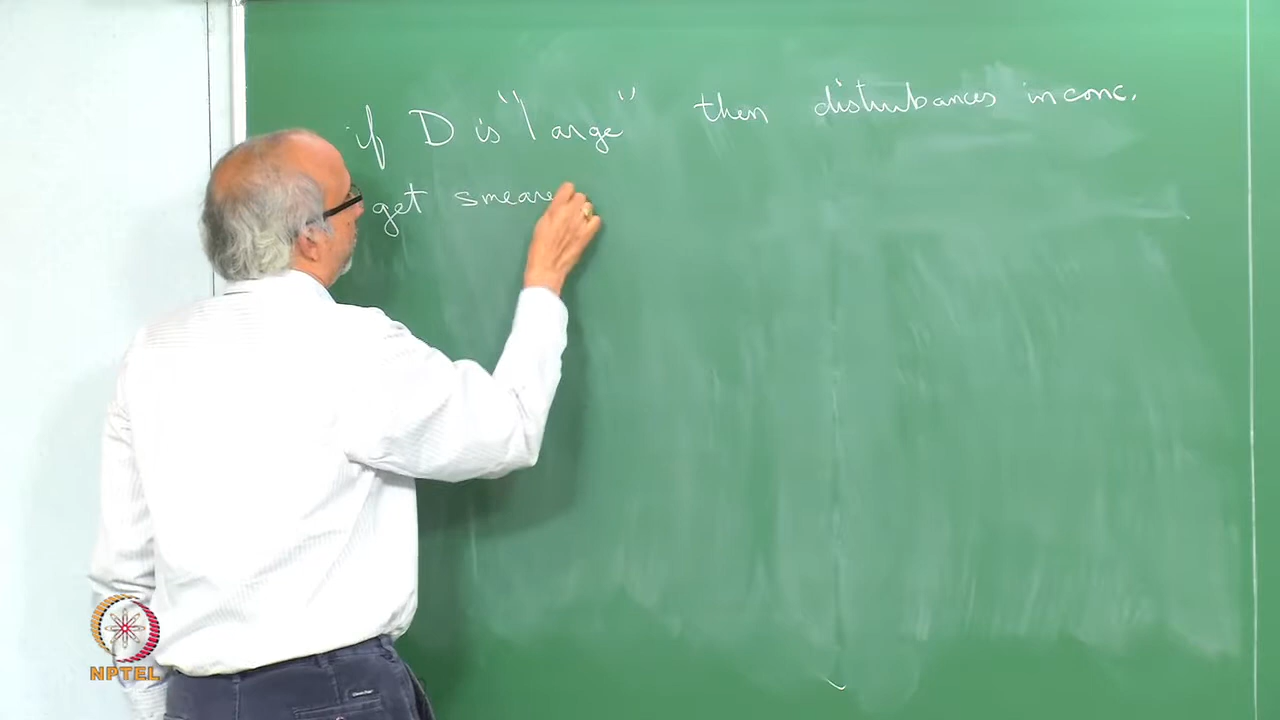 if D is "large" then disturbances in conc.
get smeare
NPTEL